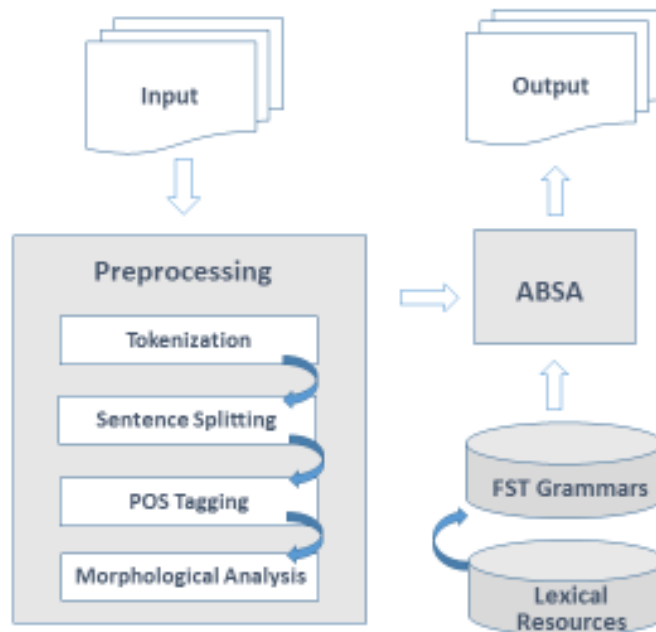 Input
Output
Preprocessing
Tokenization
Sentence Splitting
POS Tagging
Morphological Analysis
ABSA
FST Grammars
Lexical
Resources